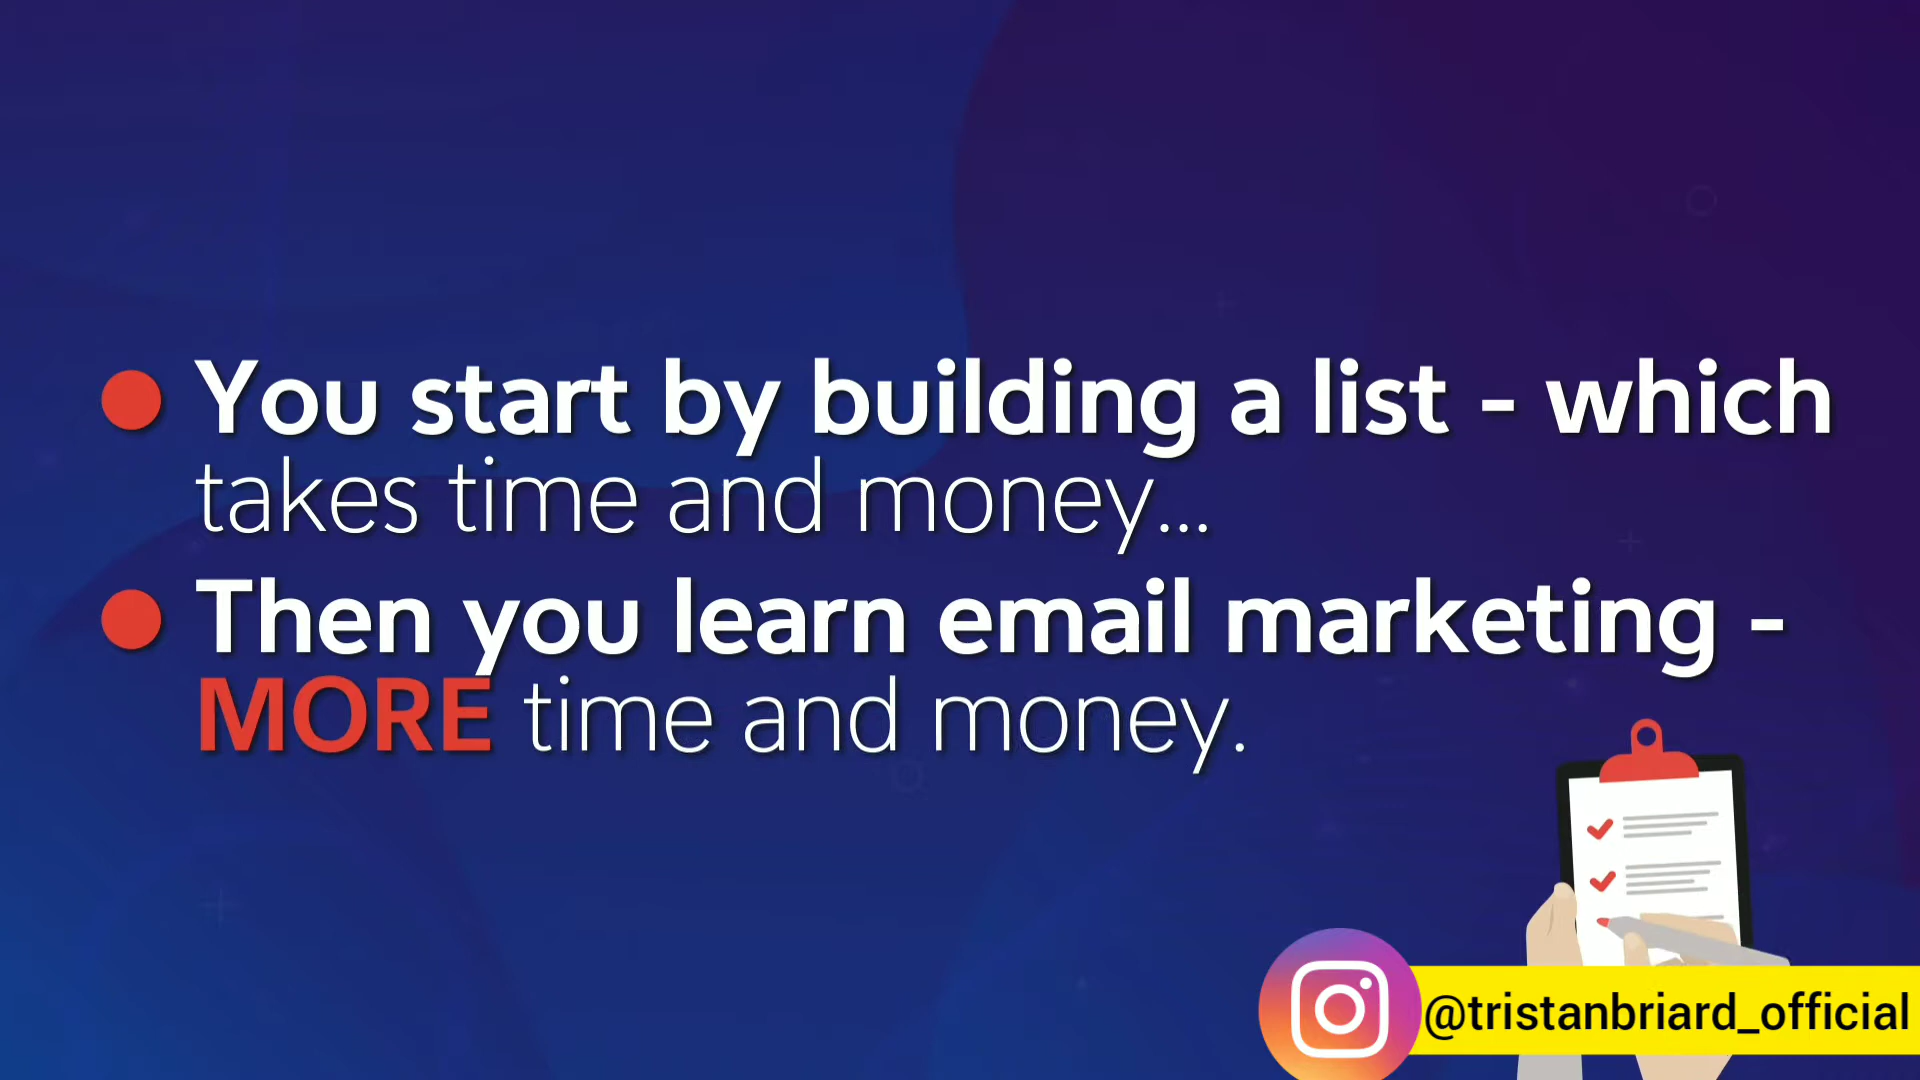 You start by building a list - which
takes time and money...
Then you learn email marketing -
MORE time and money.
@tristanbriard_official